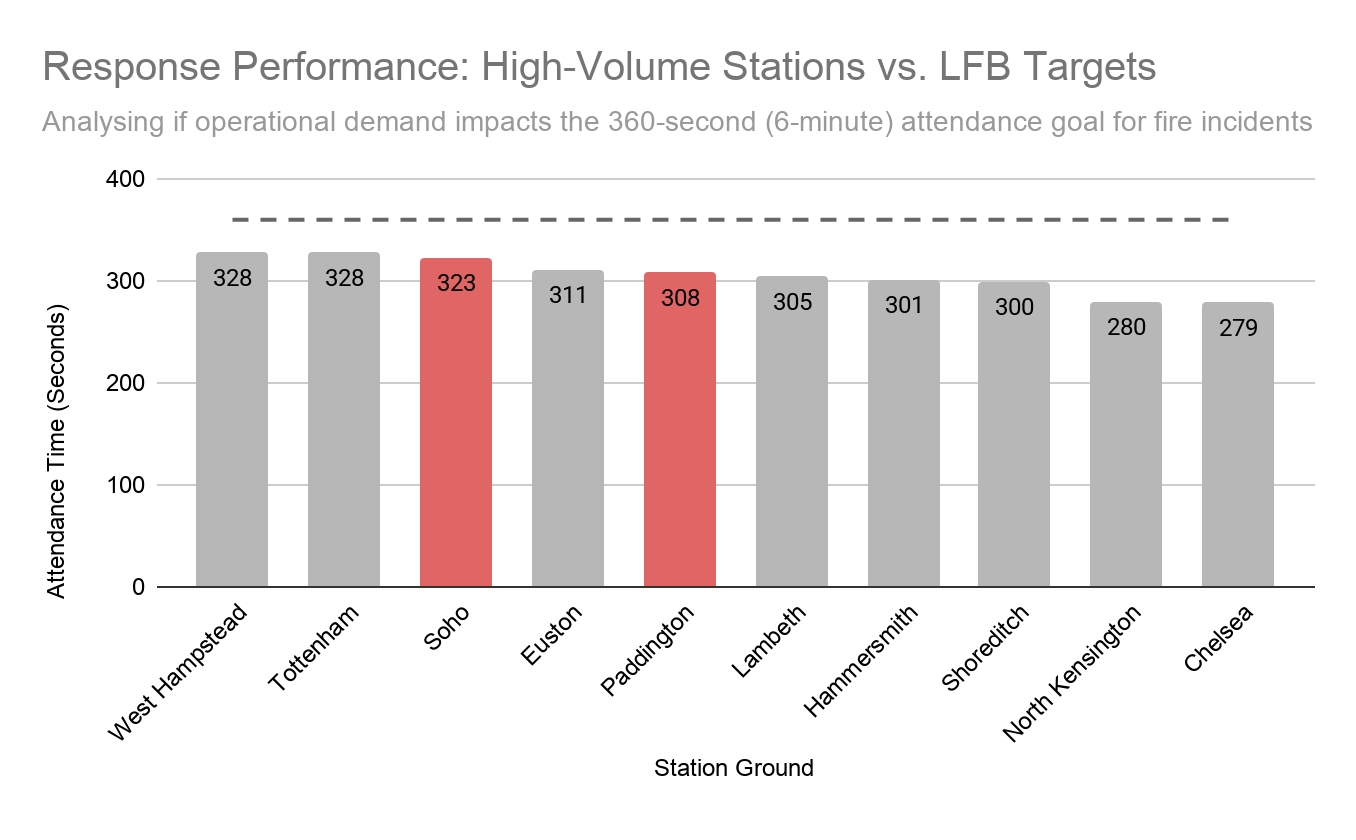 Response Performance: High-Volume Stations vs. LFB Targets
Analysing if operational demand impacts the 360-second (6-minute) attendance goal for fire incidents
400
300
200
100
0
Attendance Time (Seconds)
328
328
323
311
308
305
301
300
280
279
West Hampstead
Tottenham
Soho
Euston
Paddington
Lambeth
Hammersmith
Shoreditch
North Kensington
Chelsea
Station Ground